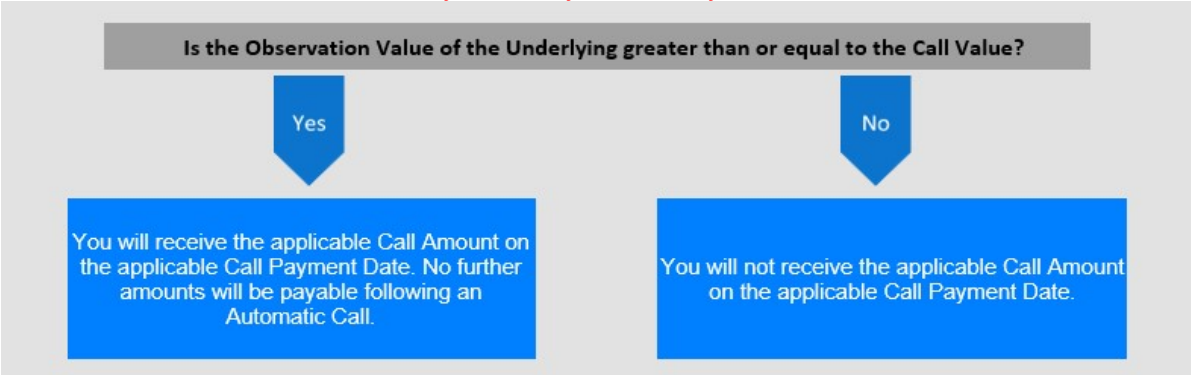 Is the Observation Value of the Underlying greater than or equal to the Call Value?
Yes
No
You will receive the applicable Call Amount on
the applicable Call Payment Date. No further
amounts will be payable following an
Automatic Call.
You will not receive the applicable Call Amount
on the applicable Call Payment Date.